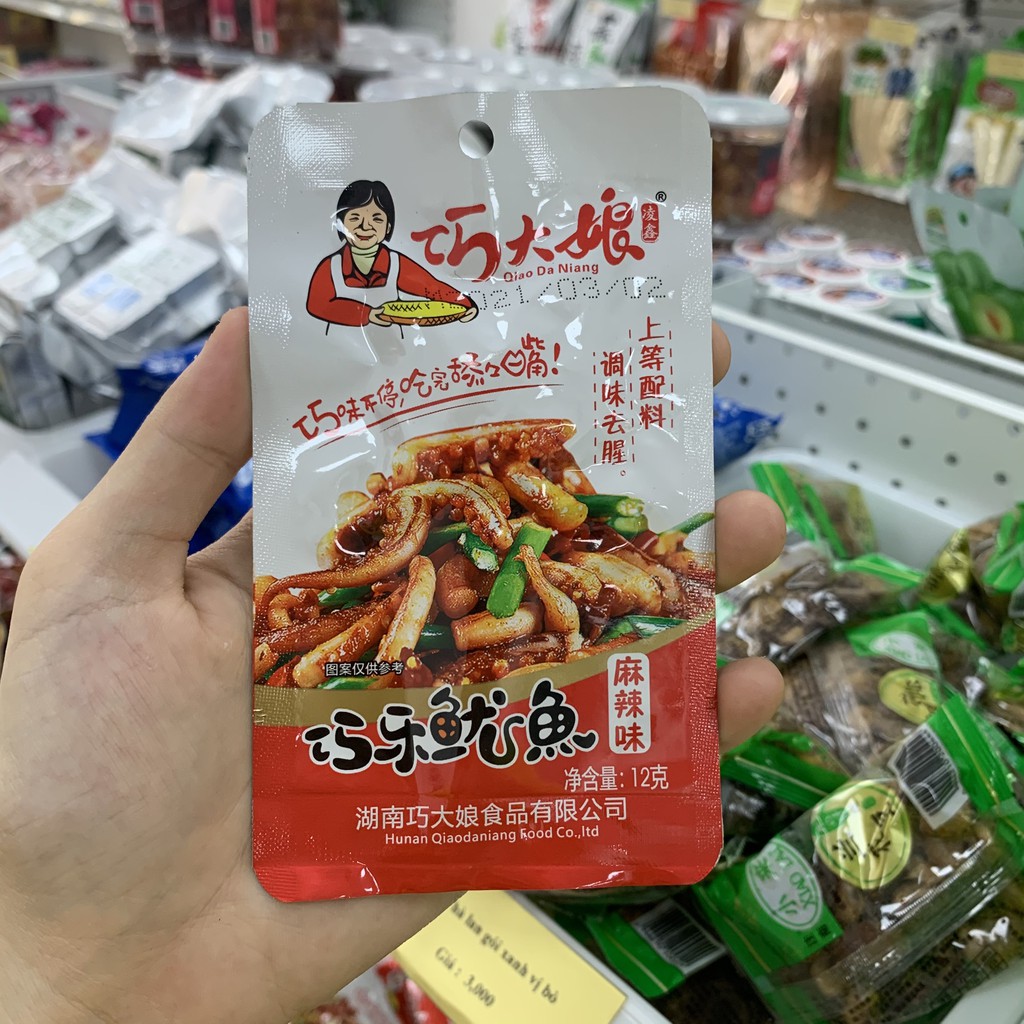 巧大娘®
凌鑫
Qiao Da Niang
2021/03/02
上等配料
调味去腥。
巧味不停,吃完舔舔嘴!
图案仅供参考
巧乐鱿魚
麻辣味
净含量: 12克
湖南巧大娘食品有限公司
Hunan Qiaodaniang Food Co.,ltd
Giá : 3,000